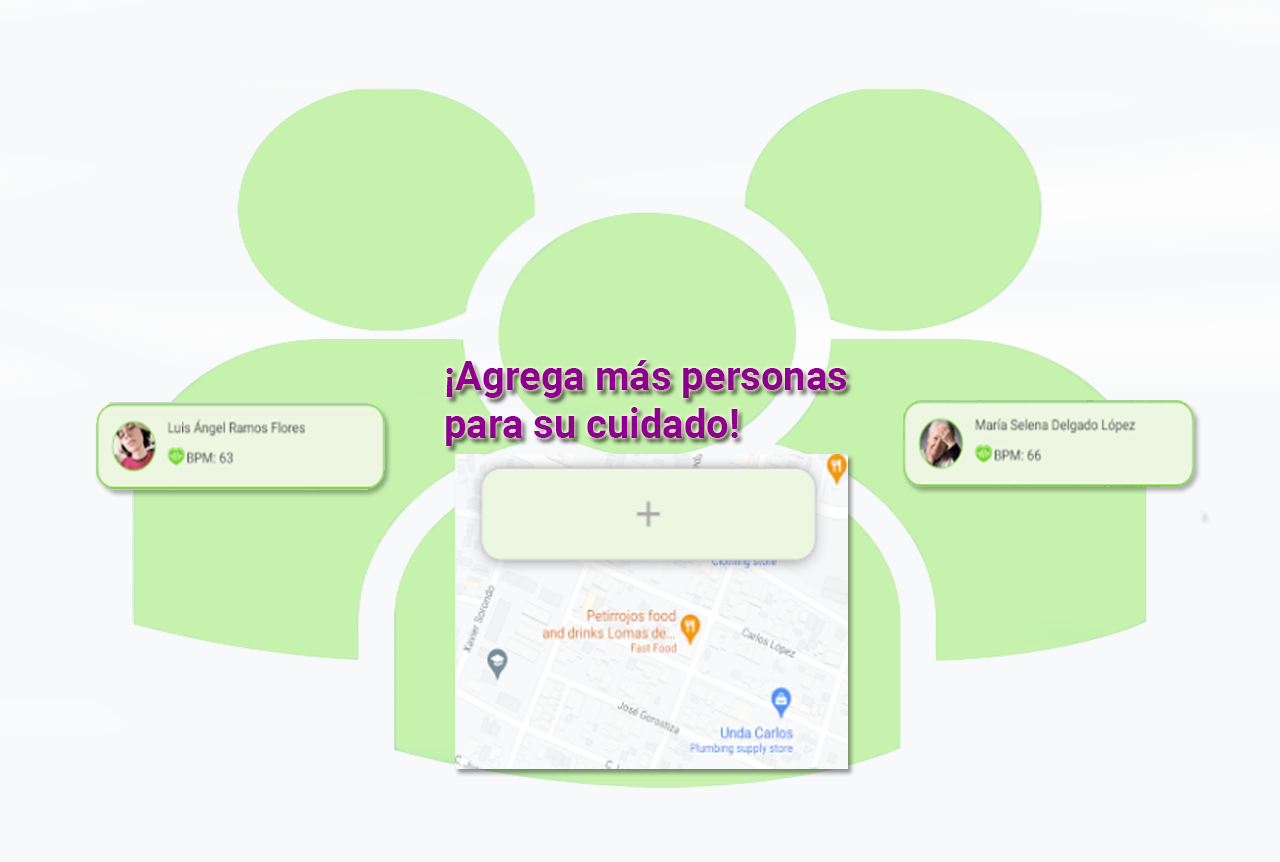 ¡Agrega más personas
para su cuidado!
Luis Ángel Ramos Flores
BPM: 63
María Selena Delgado López
BPM: 66
+
Clothing store
Xavier Sorondo
Petirrojos food
and drinks Lomas de...
Fast Food
Carlos López
José Gorostiza
Unda Carlos
Plumbing supply store